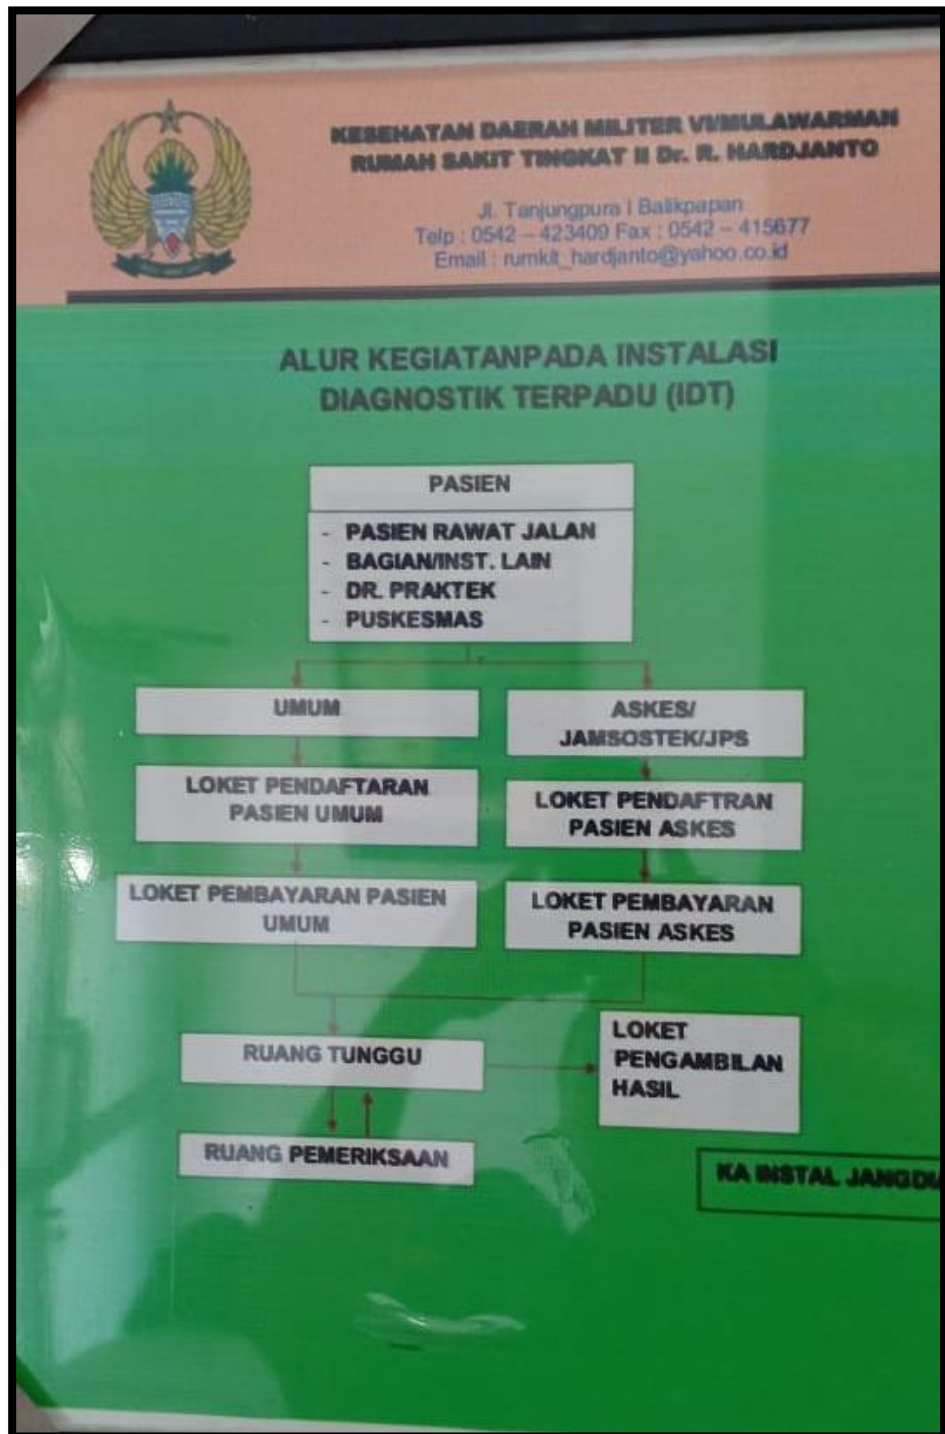 KESEHATAN DAERAH MILITER VI/MULAWARMAN
RUMAH SAKIT TINGKAT II Dr. R. HARDJANTO
Jl. Tanjungpura I Balikpapan
Telp : 0542 – 423409 Fax : 0542 – 415677
Email : rumkit_hardjanto@yahoo.co.id
ALUR KEGIATANPADA INSTALASI
DIAGNOSTIK TERPADU (IDT)
PASIEN
- PASIEN RAWAT JALAN
- BAGIAN/INST. LAIN
- DR. PRAKTEK
- PUSKESMAS
UMUM
ASKES/
JAMSOSTEK/JPS
LOKET PENDAFTARAN
PASIEN UMUM
LOKET PENDAFTRAN
PASIEN ASKES
LOKET PEMBAYARAN PASIEN
UMUM
LOKET PEMBAYARAN
PASIEN ASKES
RUANG TUNGGU
LOKET
PENGAMBILAN
HASIL
RUANG PEMERIKSAAN
KA INSTAL